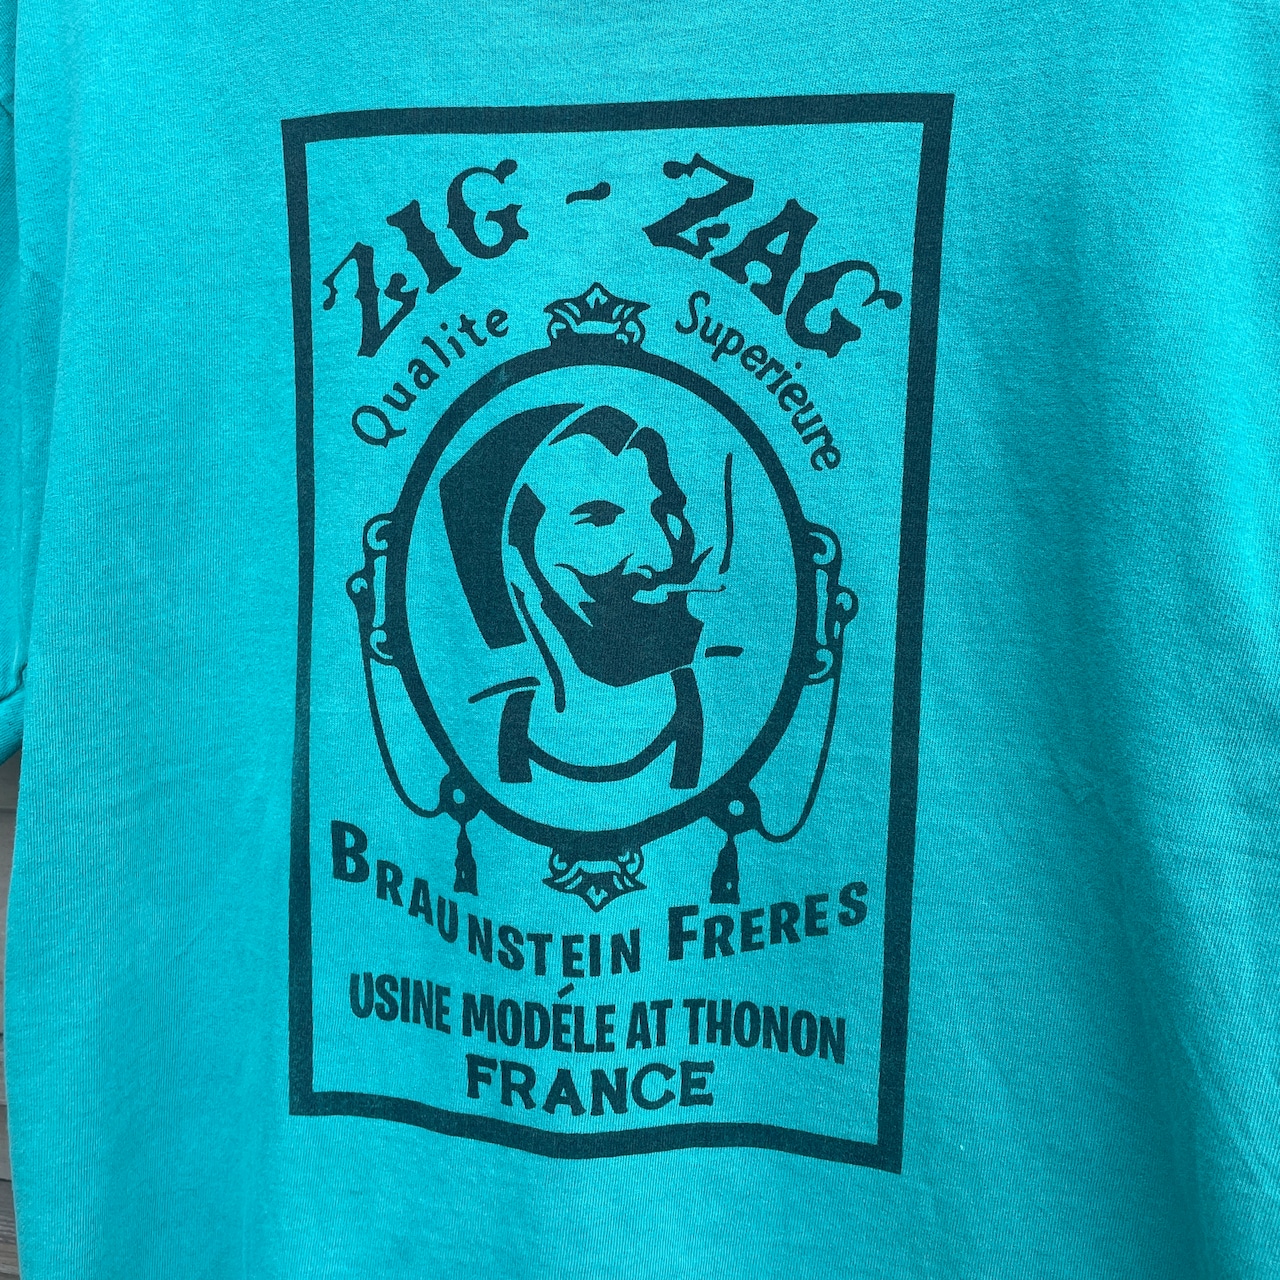 ZIG-ZAG
Qualite Superieure
BRAUNSTEIN FRERES
USINE MODÉLE AT THONON
FRANCE